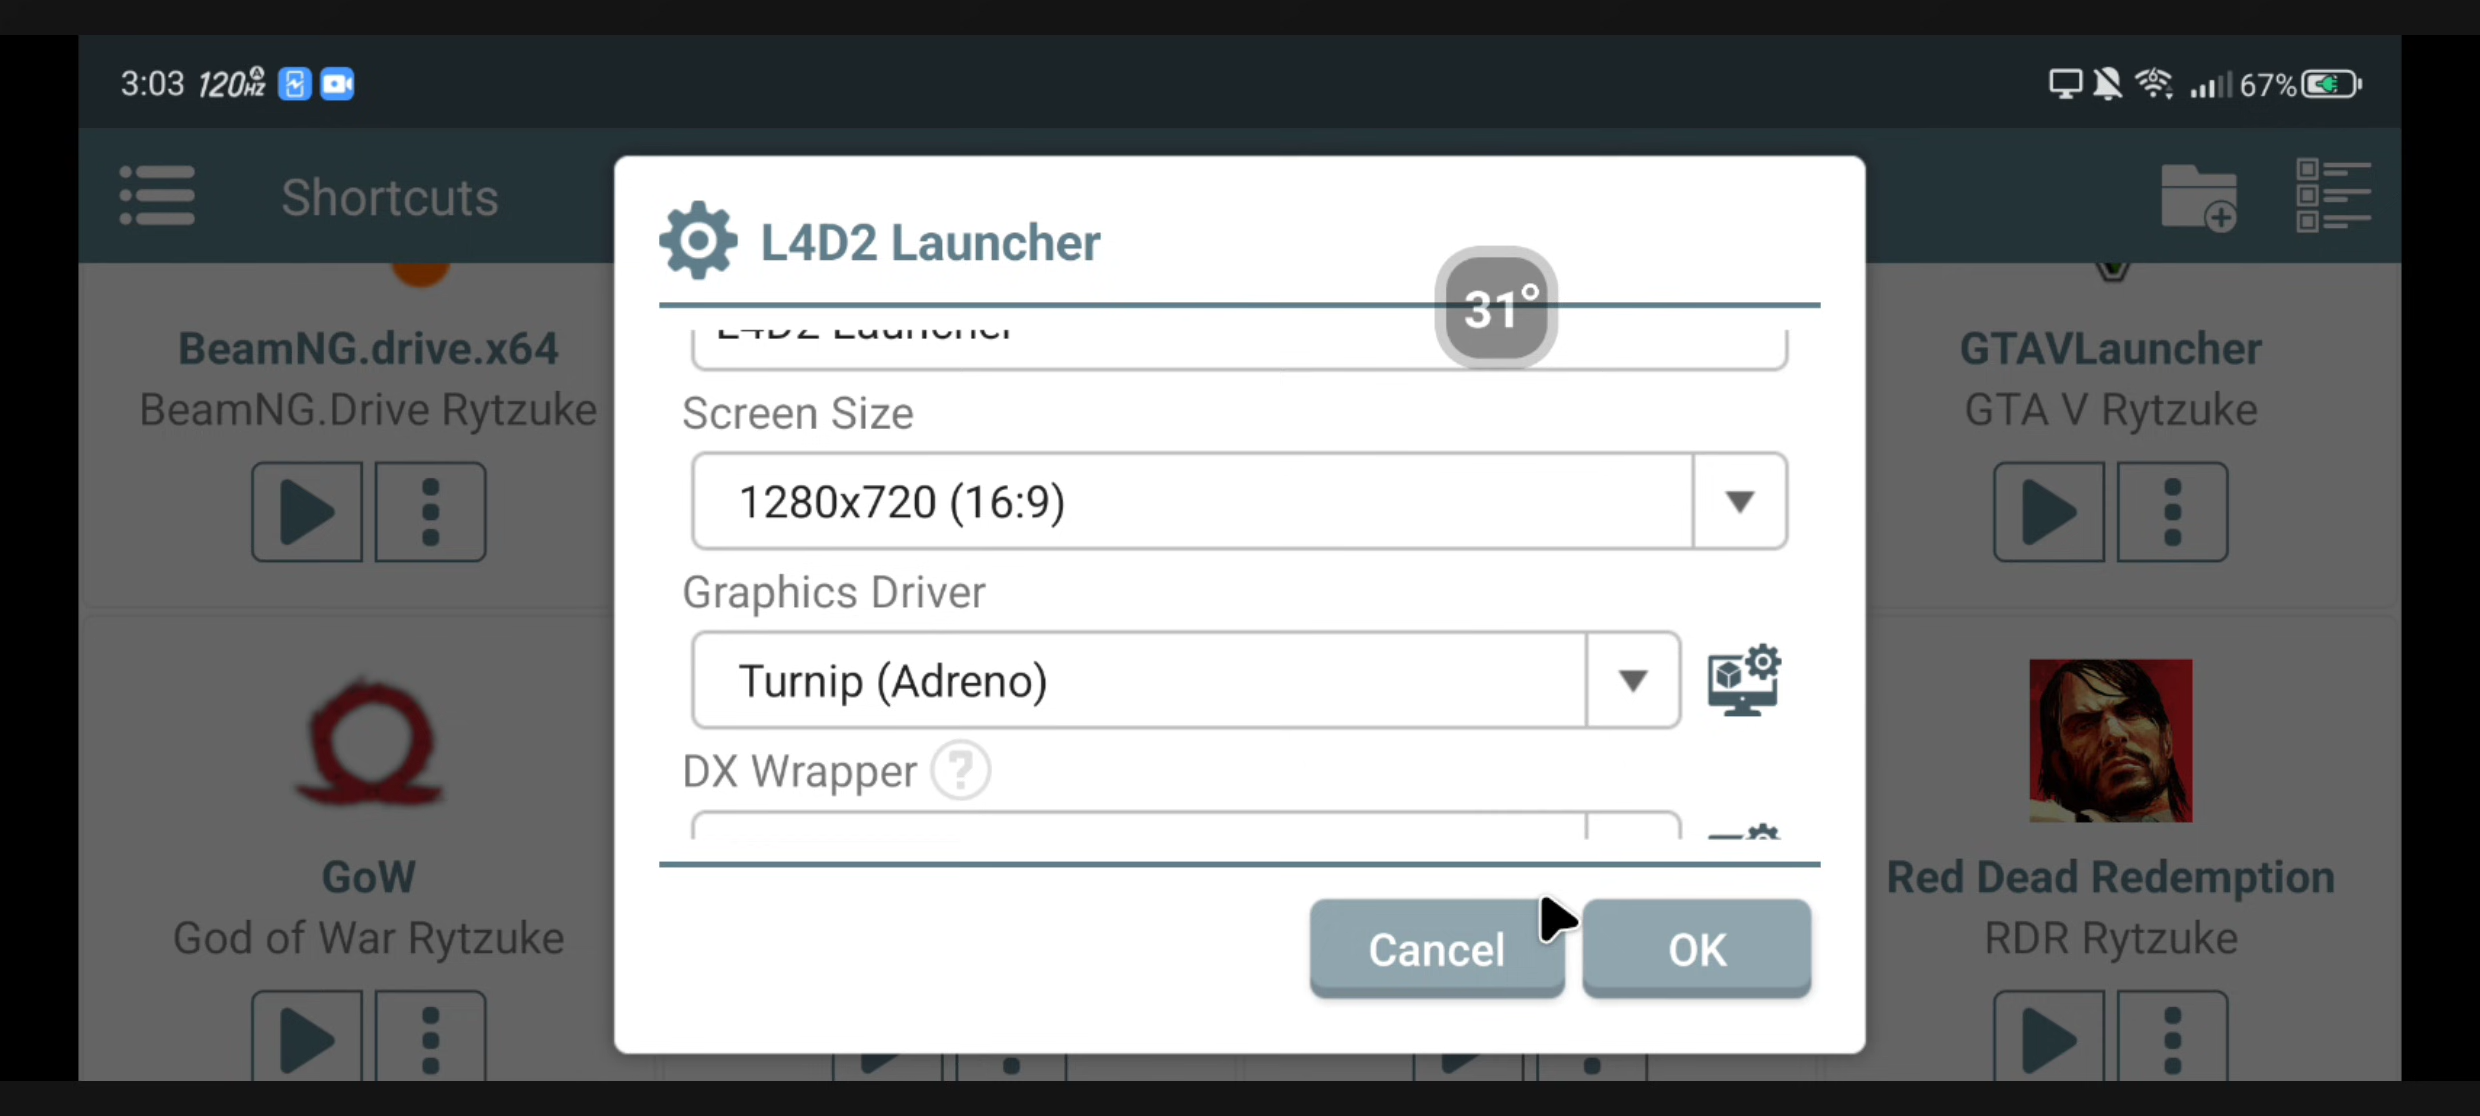 3:03 120HZ 67%
Shortcuts
L4D2 Launcher
31°
L4D2 Launcher
BeamNG.drive.x64
BeamNG.Drive Rytzuke
GTAVLauncher
GTA V Rytzuke
Screen Size
1280x720 (16:9)
Graphics Driver
Turnip (Adreno)
DX Wrapper ?
GoW
God of War Rytzuke
Red Dead Redemption
RDR Rytzuke
Cancel OK